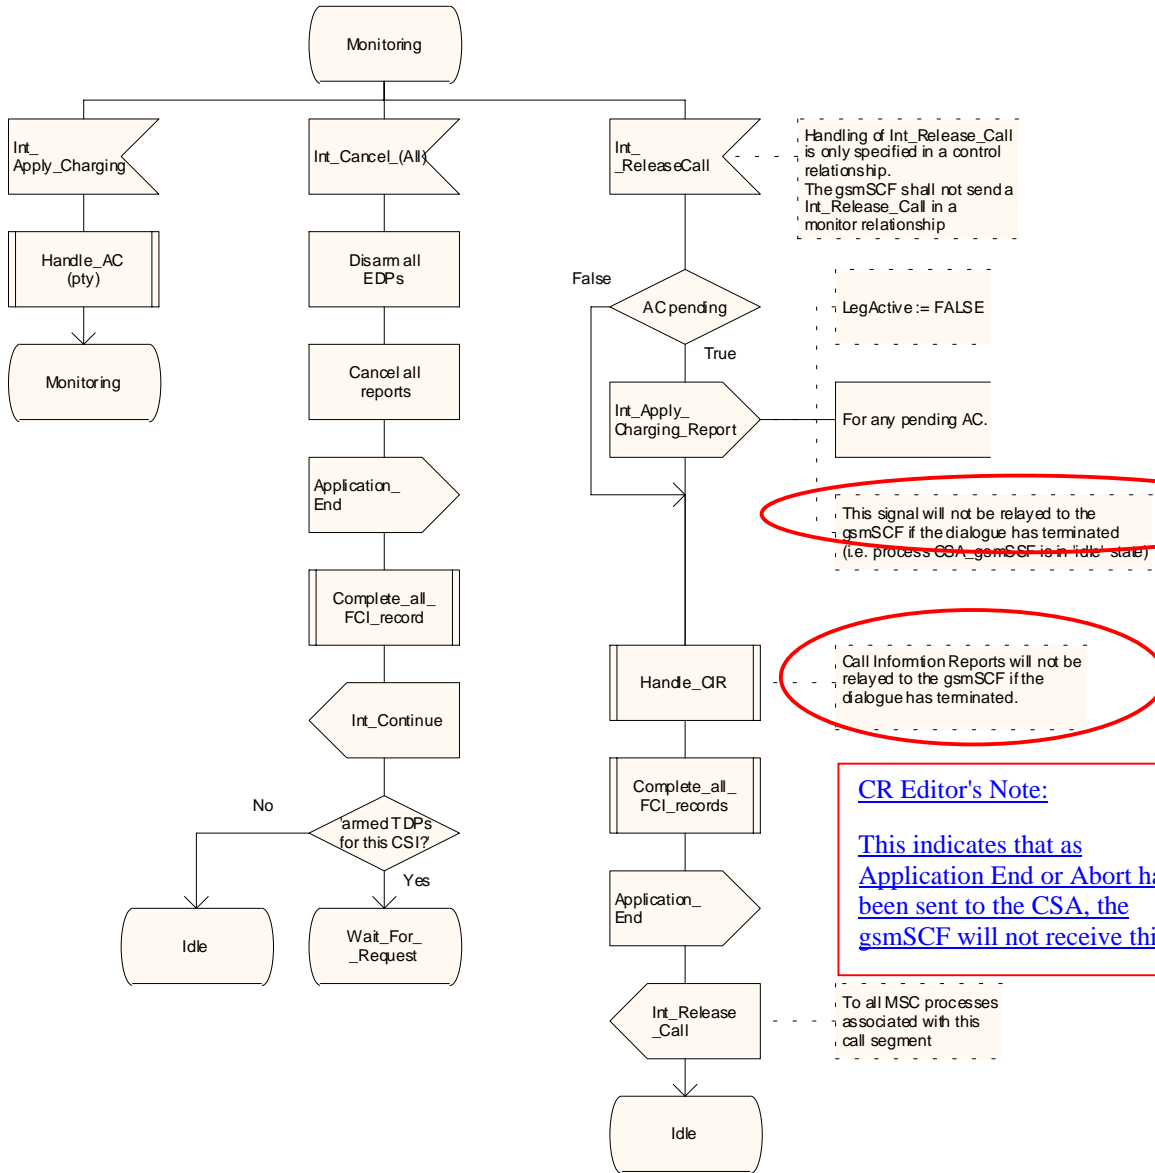 Monitoring
Int_
Apply_Charging
Int_Cancel_(All)
Int_
_ReleaseCall
Handling of Int_Release_Call
is only specified in a control
relationship.
The gsmSCF shall not send a
Int_Release_Call in a
monitor relationship
Handle_AC
(pty)
Disarm all
EDPs
False
AC pending
LegActive := FALSE
True
Monitoring
Cancel all
reports
Int_Apply_
Charging_Report
For any pending AC.
Application_
End
This signal will not be relayed to the
gsmSCF if the dialogue has terminated
(i.e. process CSA_gsmSSF is in 'idle' state)
Complete_all_
FCI_record
Handle_CIR
Call Informtion Reports will not be
relayed to the gsmSCF if the
dialogue has terminated.
Int_Continue
Complete_all_
FCI_records
CR Editor's Note:
This indicates that as
Application End or Abort ha
been sent to the CSA, the
gsmSCF will not receive thi
No
'armed TDPs
for this CSI?'
Yes
Application_
End
Idle
Wait_For_
_Request
Int_Release
_Call
To all MSC processes
associated with this
call segment
Idle